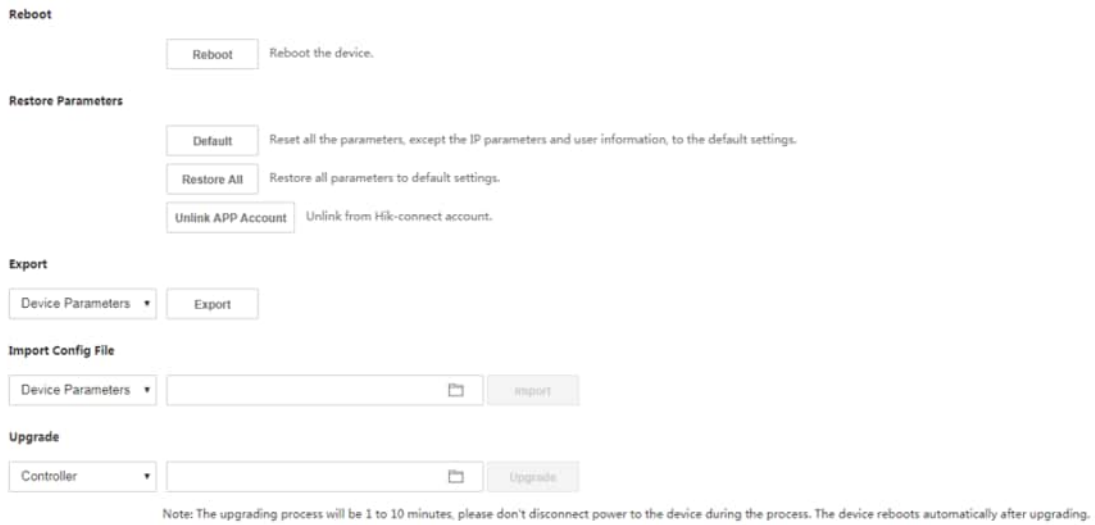 Reboot
Reboot Reboot the device.
Restore Parameters
Default Reset all the parameters, except the IP parameters and user information, to the default settings.
Restore All Restore all parameters to default settings.
Unlink APP Account Unlink from Hik-connect account.
Export
Device Parameters Export
Import Config File
Device Parameters Import
Upgrade
Controller Upgrade
Note: The upgrading process will be 1 to 10 minutes, please don't disconnect power to the device during the process. The device reboots automatically after upgrading.